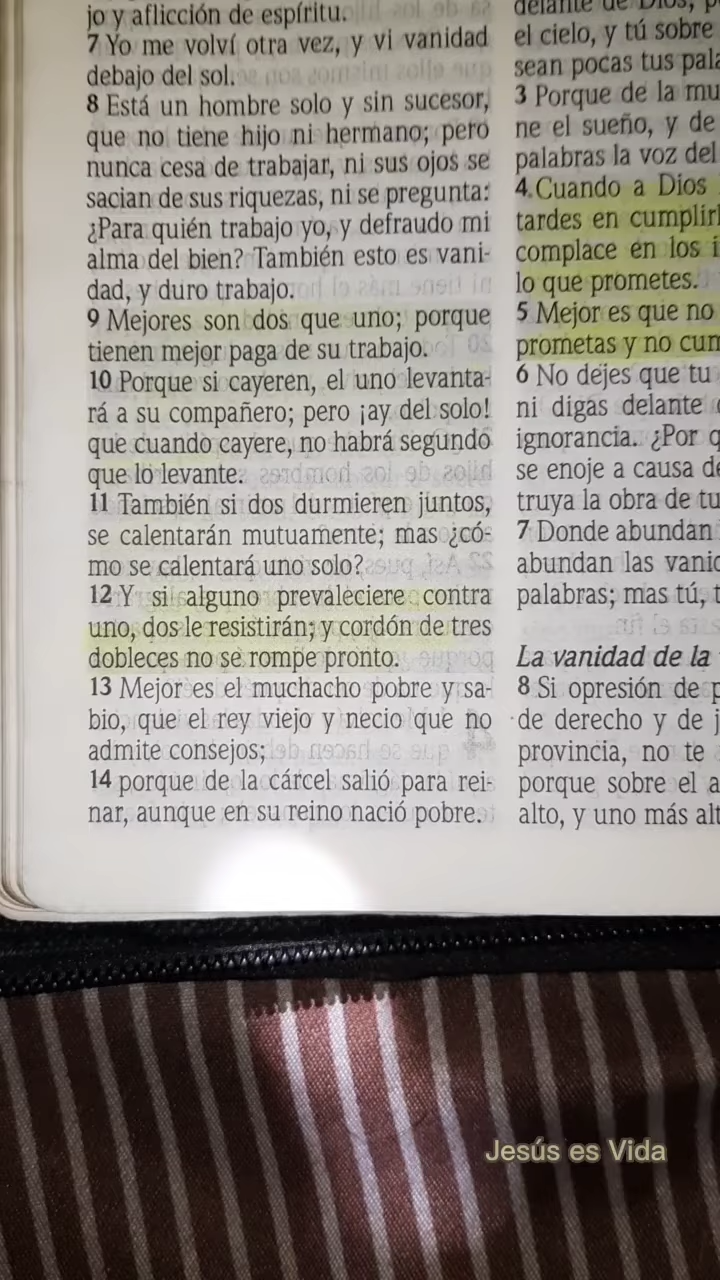 jo y aflicción de espíritu.
7 Yo me volví otra vez, y vi vanidad
debajo del sol.
8 Está un hombre solo y sin sucesor,
que no tiene hijo ni hermano; pero
nunca cesa de trabajar, ni sus ojos se
sacian de sus riquezas, ni se pregunta:
¿Para quién trabajo yo, y defraudo mi
alma del bien? También esto es vani-
dad, y duro trabajo.
9 Mejores son dos que uno; porque
tienen mejor paga de su trabajo.
10 Porque si cayeren, el uno levanta-
rá a su compañero; pero ¡ay del solo!
que cuando cayere, no habrá segundo
que lo levante.
11 También si dos durmieren juntos,
se calentarán mutuamente; mas ¿có-
mo se calentará uno solo?
12 Y si alguno prevaleciere contra
uno, dos le resistirán; y cordón de tres
dobleces no se rompe pronto.
13 Mejor es el muchacho pobre y sa-
bio, que el rey viejo y necio que no
admite consejos;
14 porque de la cárcel salió para rei-
nar, aunque en su reino nació pobre.
delante de Dios,
el cielo, y tú sobre
sean pocas tus
3 Porque de la
ne el sueño, y de
palabras la voz del
4 Cuando a Dios
tardes en
complace en los
lo que prometes.
5 Mejor es que no
prometas y no
6 No dejes que tu
ni digas delante
ignorancia. ¿Por
se enoje a causa
truya la obra de tu
7 Donde abundan
abundan las
palabras; mas tú,
La vanidad de la
8 Si opresión de
de derecho y de
provincia, no te
porque sobre el
alto, y uno más
Jesús es Vida